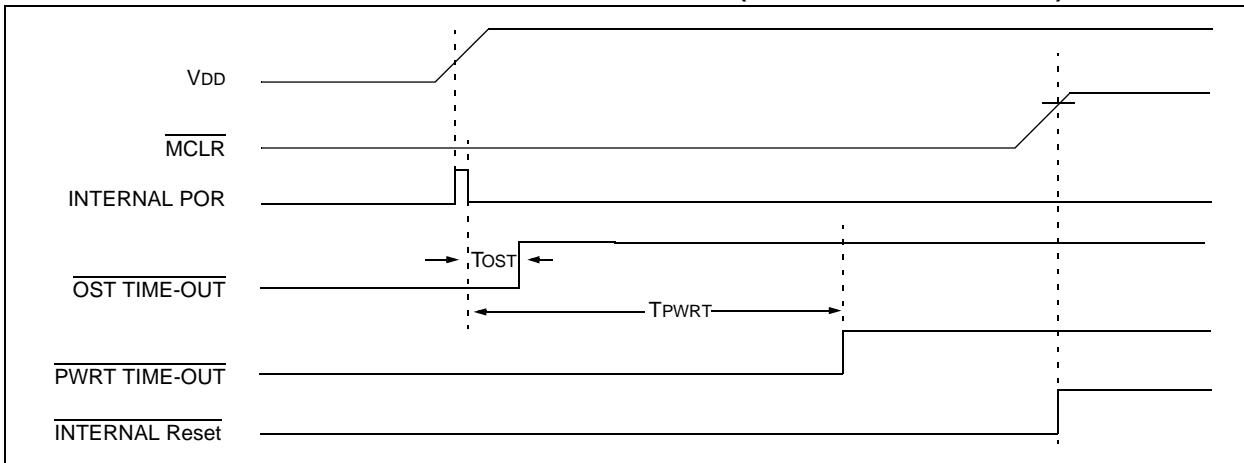 VDD
MCLR
INTERNAL POR
TOST
OST TIME-OUT
TPWRT
PWRT TIME-OUT
INTERNAL Reset